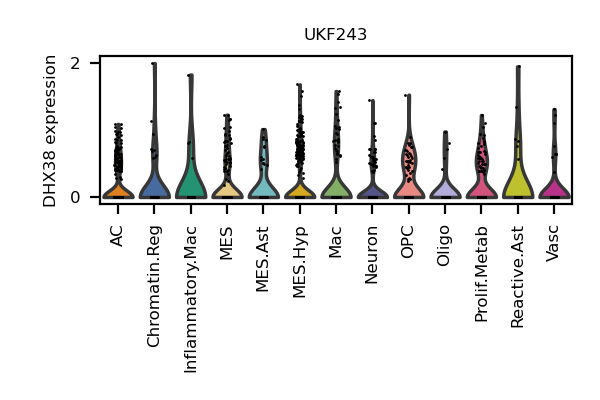 UKF243
DHX38 expression
2
0
AC
Chromatin.Reg
Inflammatory.Mac
MES
MES.Ast
MES.Hyp
Mac
Neuron
OPC
Oligo
Prolif.Metab
Reactive.Ast
Vasc